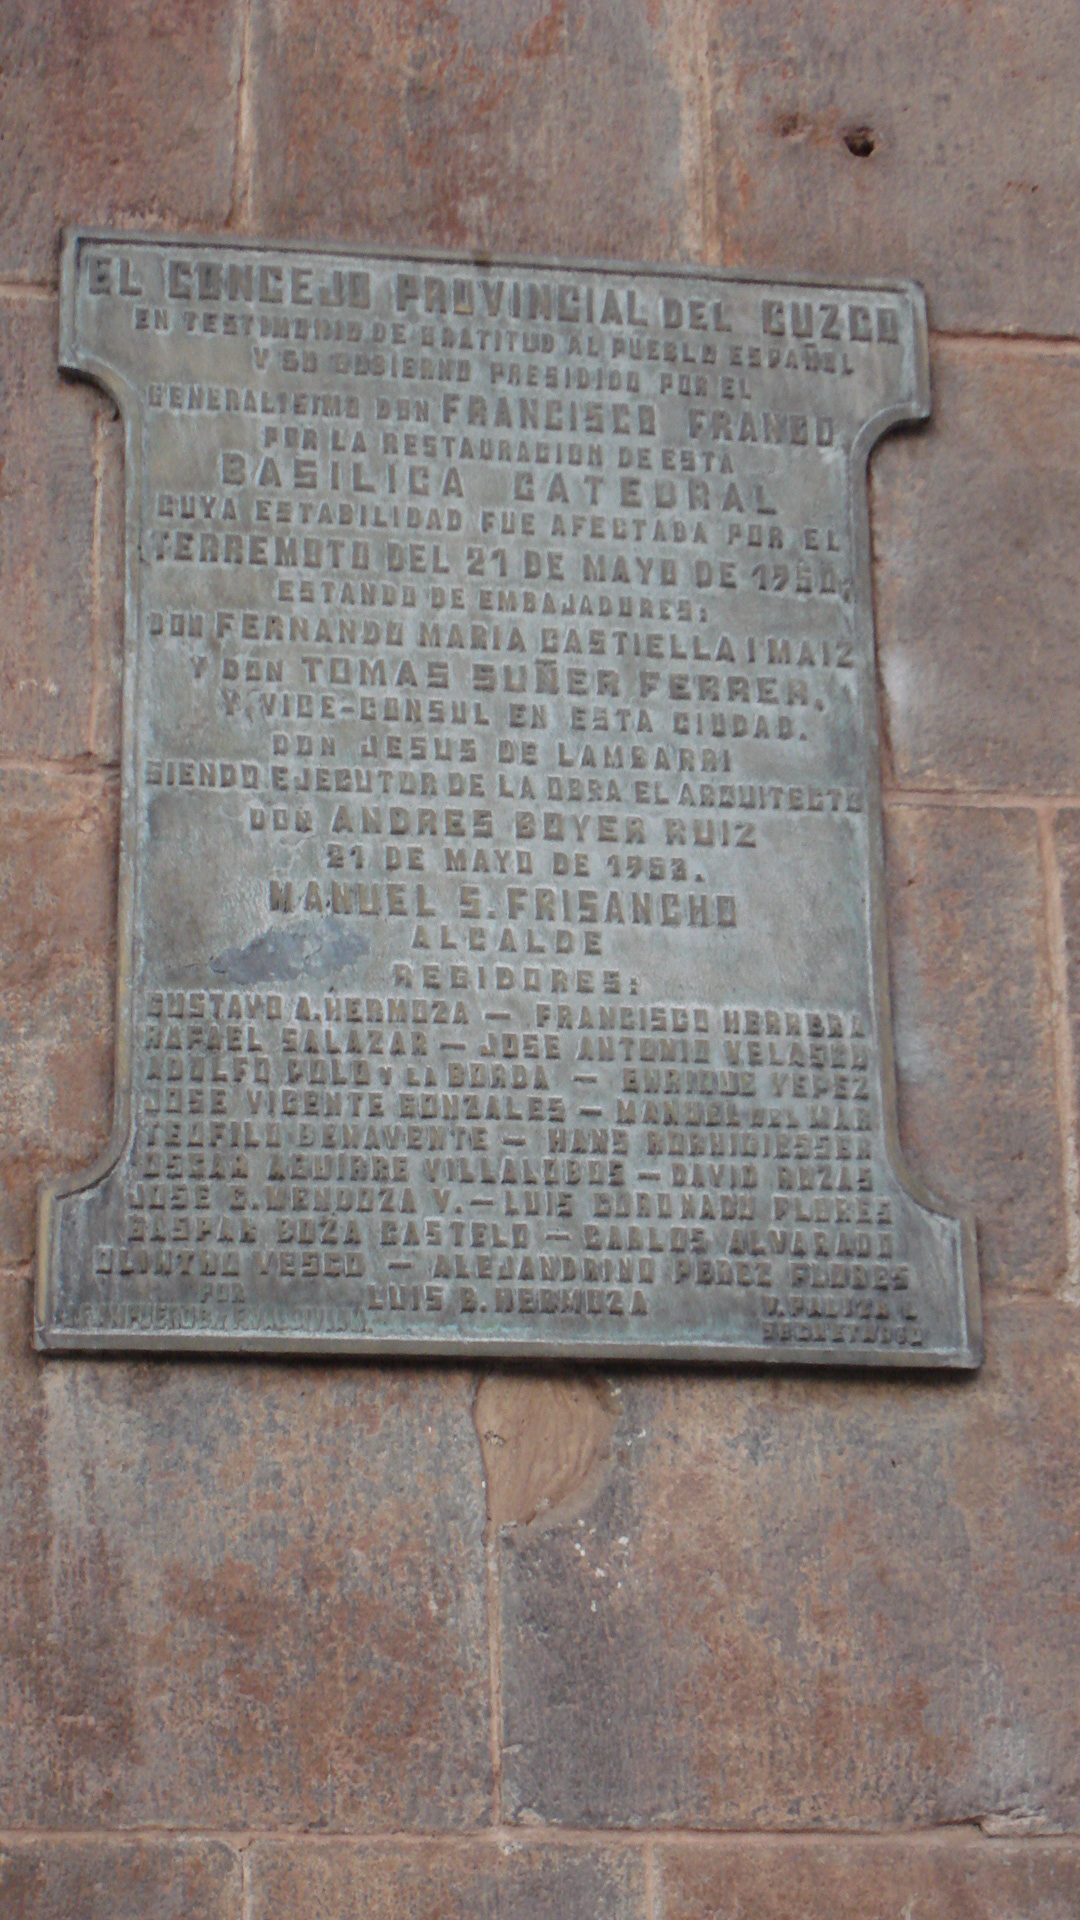 EL CONCEJO PROVINCIAL DEL CUZCO
EN TESTIMONIO DE GRATITUD AL PUEBLO ESPAÑOL
Y SU GOBIERNO PRESIDIDO POR EL
GENERALISIMO DON FRANCISCO FRANCO
POR LA RESTAURACION DE ESTA
BASILICA CATEDRAL
CUYA ESTABILIDAD FUE AFECTADA POR EL
TERREMOTO DEL 21 DE MAYO DE 1950;
ESTANDO DE EMBAJADORES:
DON FERNANDO MARIA CASTIELLA I MAIZ
Y DON TOMAS SUÑER FERRER,
Y VICE-CONSUL EN ESTA CIUDAD.
DON JESUS DE LAMBARRI
SIENDO EJECUTOR DE LA OBRA EL ARQUITECTO
DON ANDRES BOYER RUIZ
21 DE MAYO DE 1953.
MANUEL S. FRISANCHO
ALCALDE
REGIDORES:
GUSTAVO A. HERMOZA — FRANCISCO HERRERA
RAFAEL SALAZAR — JOSE ANTONIO VELASCO
ADOLFO POLO Y LA BORDA — ENRIQUE YEPEZ
JOSE VICENTE GONZALES — MANUEL DEL MAR
TEOFILO BENAVENTE — HANS
OSCAR AGUIRRE VILLALOBOS — DAVID ROZAS
JOSE G. MENDOZA V. — LUIS CORONADO FLORES
GASPAR BOZA CASTELO — CARLOS ALVARADO
YESCO — ALEJANDRINO PEREZ FLORES
POR LUIS B. HERMOZA
SECRETARIO